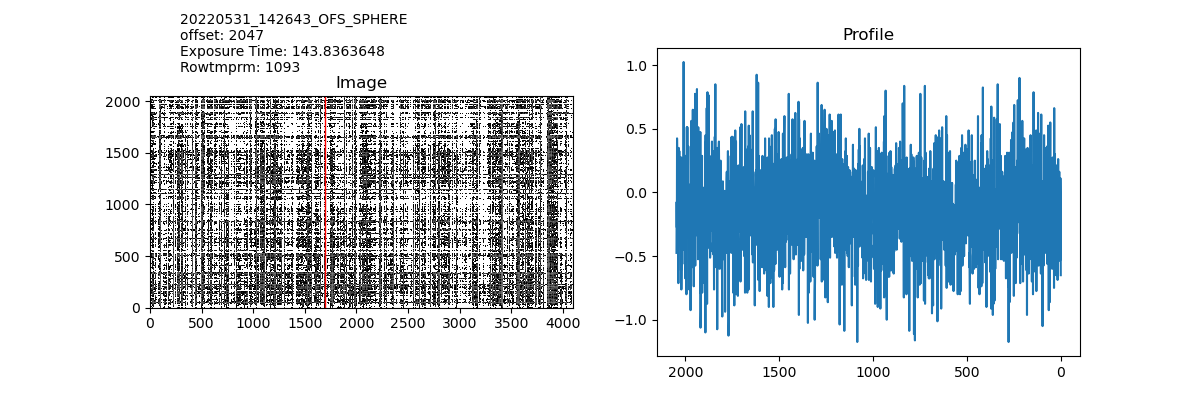 20220531_142643_OFS_SPHERE
offset: 2047
Exposure Time: 143.8363648
Rowtmprm: 1093
Image
2000
1500
1000
500
0
0 500 1000 1500 2000 2500 3000 3500 4000
Profile
1.0
0.5
0.0
−0.5
−1.0
2000 1500 1000 500 0